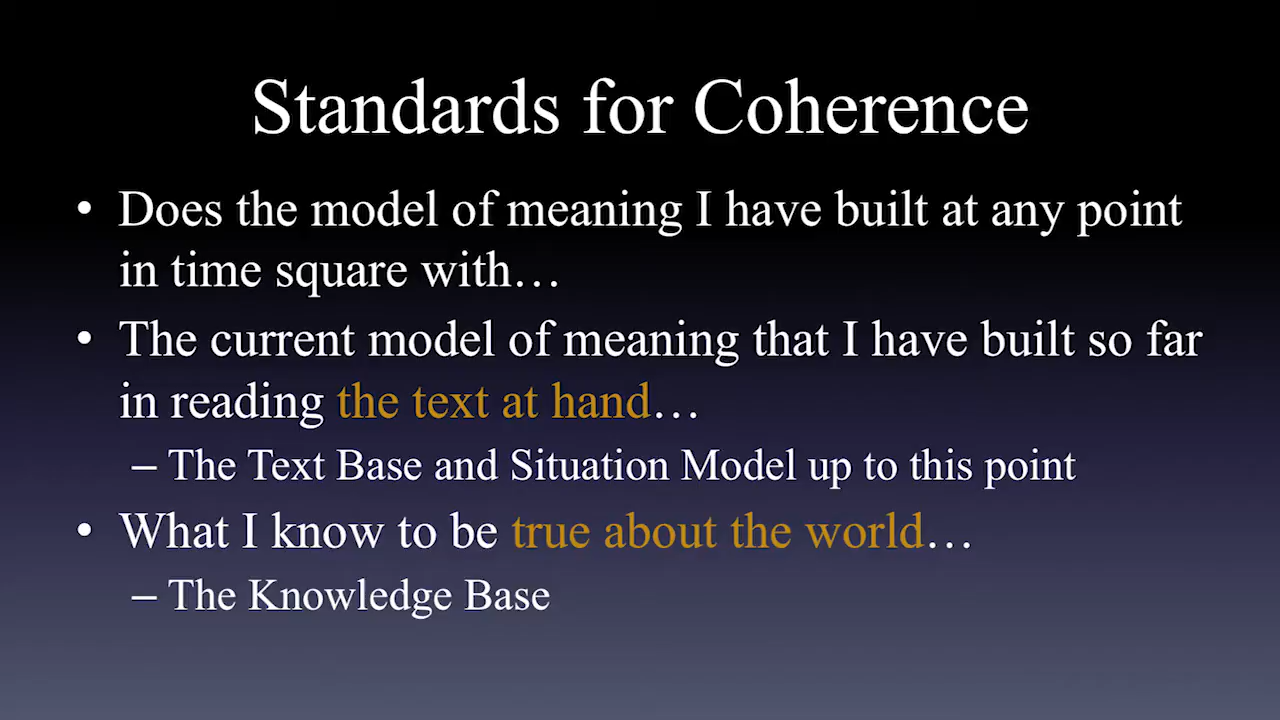 Standards for Coherence
• Does the model of meaning I have built at any point
in time square with…
• The current model of meaning that I have built so far
in reading the text at hand…
– The Text Base and Situation Model up to this point
• What I know to be true about the world…
– The Knowledge Base